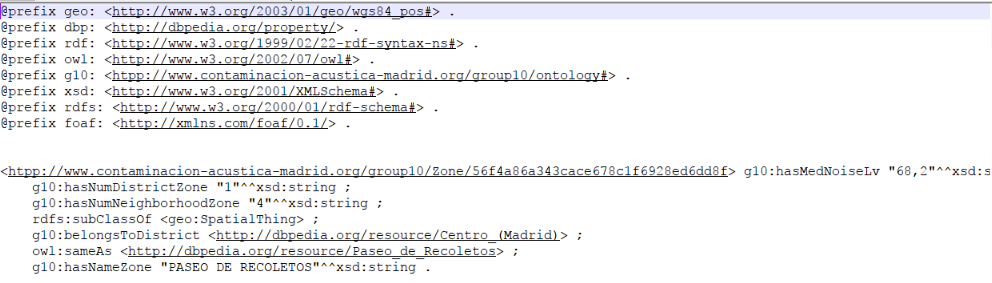 @prefix geo: <http://www.w3.org/2003/01/geo/wgs84_pos#> .
@prefix dbp: <http://dbpedia.org/property/> .
@prefix rdf: <http://www.w3.org/1999/02/22-rdf-syntax-ns#> .
@prefix owl: <http://www.w3.org/2002/07/owl#> .
@prefix g10: <htpp://www.contaminacion-acustica-madrid.org/group10/ontology#> .
@prefix xsd: <http://www.w3.org/2001/XMLSchema#> .
@prefix rdfs: <http://www.w3.org/2000/01/rdf-schema#> .
@prefix foaf: <http://xmlns.com/foaf/0.1/> .
<htpp://www.contaminacion-acustica-madrid.org/group10/Zone/56f4a86a343cace678c1f6928ed6dd8f> g10:hasMedNoiseLv "68,2"^^xsd:s
g10:hasNumDistrictZone "1"^^xsd:string ;
g10:hasNumNeighborhoodZone "4"^^xsd:string ;
rdfs:subClassOf <geo:SpatialThing> ;
g10:belongsToDistrict <http://dbpedia.org/resource/Centro_(Madrid)> ;
owl:sameAs <http://dbpedia.org/resource/Paseo_de_Recoletos> ;
g10:hasNameZone "PASEO DE RECOLETOS"^^xsd:string .